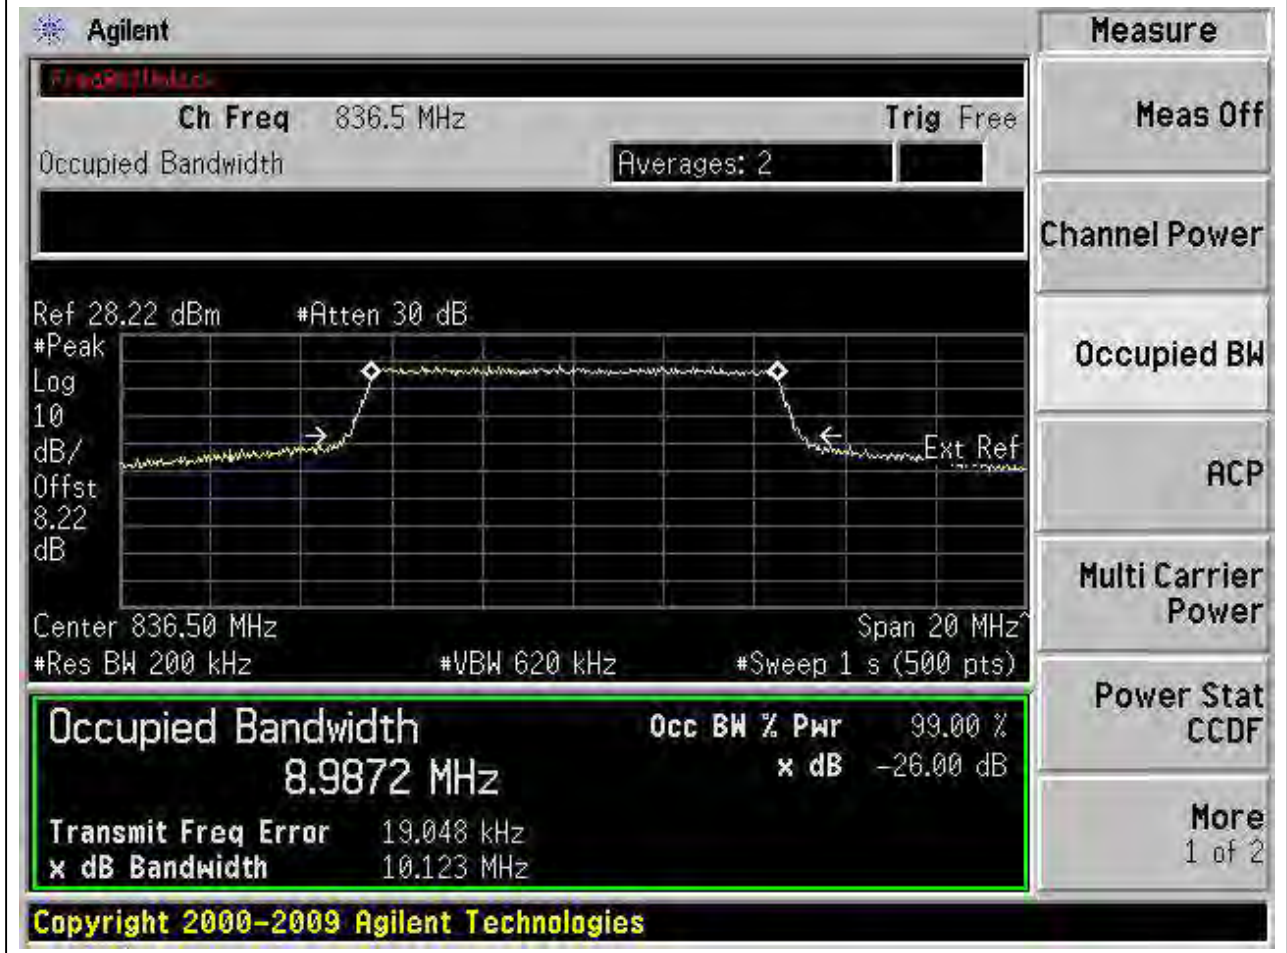 Agilent
Measure
Ch Freq 836.5 MHz Trig Free
Meas Off
Occupied Bandwidth Averages: 2
Channel Power
Ref 28.22 dBm #Atten 30 dB
#Peak
Log
10
dB/
Offst
8.22
dB
Ext Ref
Occupied BW
ACP
Center 836.50 MHz Span 20 MHz^
#Res BW 200 kHz #VBW 620 kHz #Sweep 1 s (500 pts)
Multi Carrier
Power
Occupied Bandwidth Occ BW % Pwr 99.00 %
8.9872 MHz x dB -26.00 dB
Transmit Freq Error 19.048 kHz
x dB Bandwidth 10.123 MHz
Power Stat
CCDF
More
1 of 2
Copyright 2000-2009 Agilent Technologies